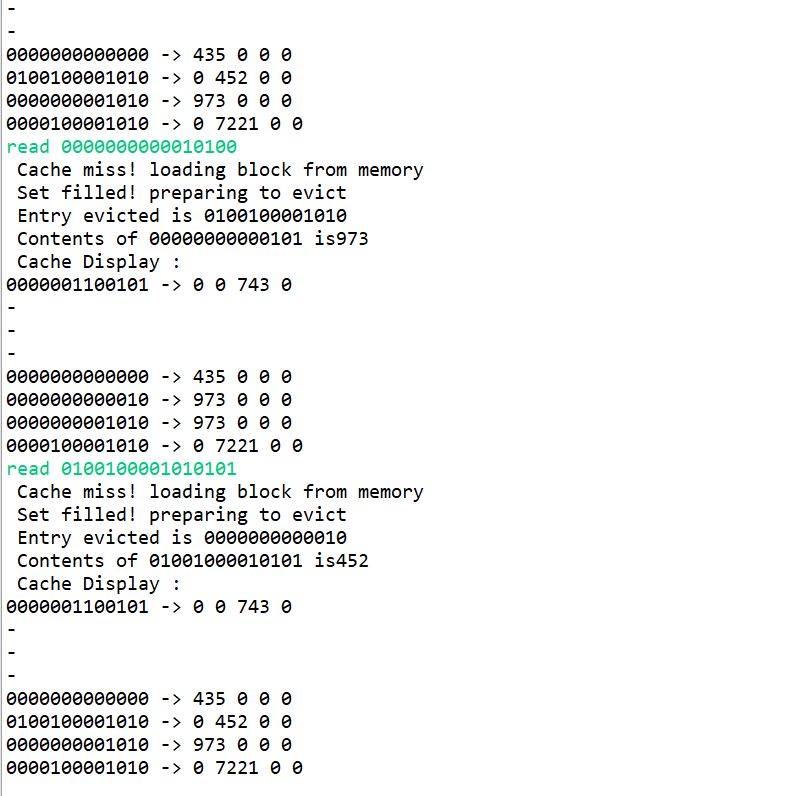 -
-
0000000000000 -> 435 0 0 0
0100100001010 -> 0 452 0 0
0000000001010 -> 973 0 0 0
0000100001010 -> 0 7221 0 0
read 0000000000010100
Cache miss! loading block from memory
Set filled! preparing to evict
Entry evicted is 0100100001010
Contents of 00000000000101 is973
Cache Display :
0000001100101 -> 0 0 743 0
-
-
-
0000000000000 -> 435 0 0 0
0000000000010 -> 973 0 0 0
0000000001010 -> 973 0 0 0
0000100001010 -> 0 7221 0 0
read 0100100001010101
Cache miss! loading block from memory
Set filled! preparing to evict
Entry evicted is 0000000000010
Contents of 01001000010101 is452
Cache Display :
0000001100101 -> 0 0 743 0
-
-
-
0000000000000 -> 435 0 0 0
0100100001010 -> 0 452 0 0
0000000001010 -> 973 0 0 0
0000100001010 -> 0 7221 0 0